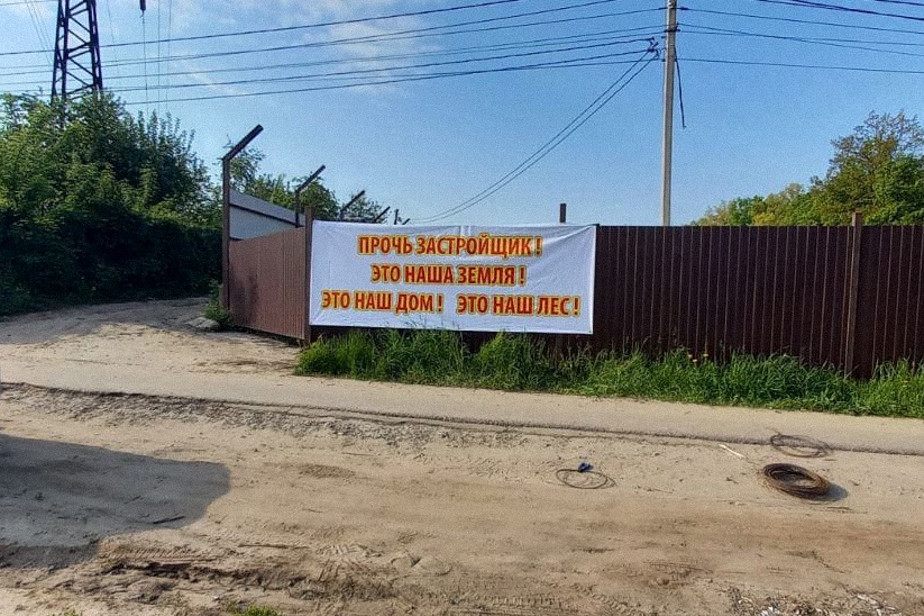 ПРОЧЬ ЗАСТРОЙЩИК!
ЭТО НАША ЗЕМЛЯ!
ЭТО НАШ ДОМ! ЭТО НАШ ЛЕС!